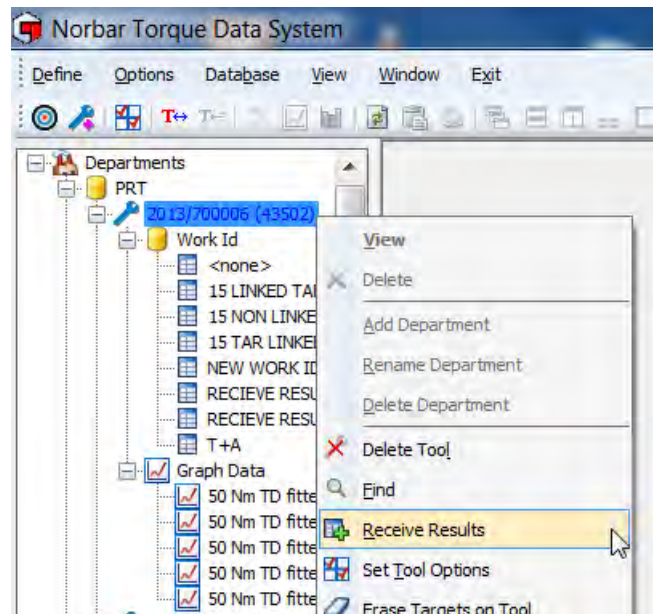 Norbar Torque Data System
Define Options Database View Window Exit
Departments
PRT
2013/700006 (43502)
Work Id
<none>
15 LINKED TA
15 NON LINKE
15 TAR LINKE
NEW WORK ID
RECIEVE RESU
RECIEVE RESU
T+A
Graph Data
50 Nm TD fitte
50 Nm TD fitte
50 Nm TD fitte
50 Nm TD fitte
50 Nm TD fitte
View
Delete
Add Department
Rename Department
Delete Department
Delete Tool
Find
Receive Results
Set Tool Options
Erase Targets on Tool